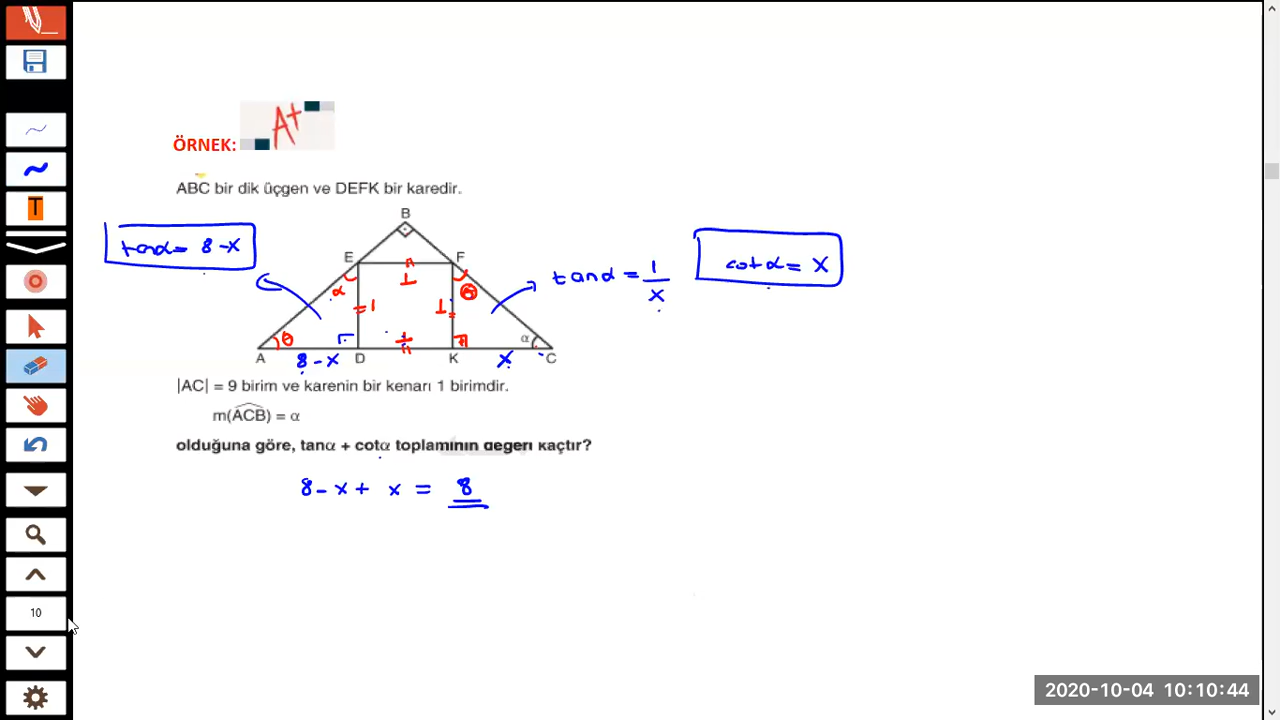 ÖRNEK:
A+
ABC bir dik üçgen ve DEFK bir karedir.
B
tanα = 8-x
E
F
cotα = x
tanα = 1/x
α
1
θ
=1
1
θ
1
α
A
8-x
D
K
x
C
|AC| = 9 birim ve karenin bir kenarı 1 birimdir.
m(ACB) = α
olduğuna göre, tanα + cotα toplamının değeri kaçtır?
8-x + x = 8
10
2020-10-04 10:10:44